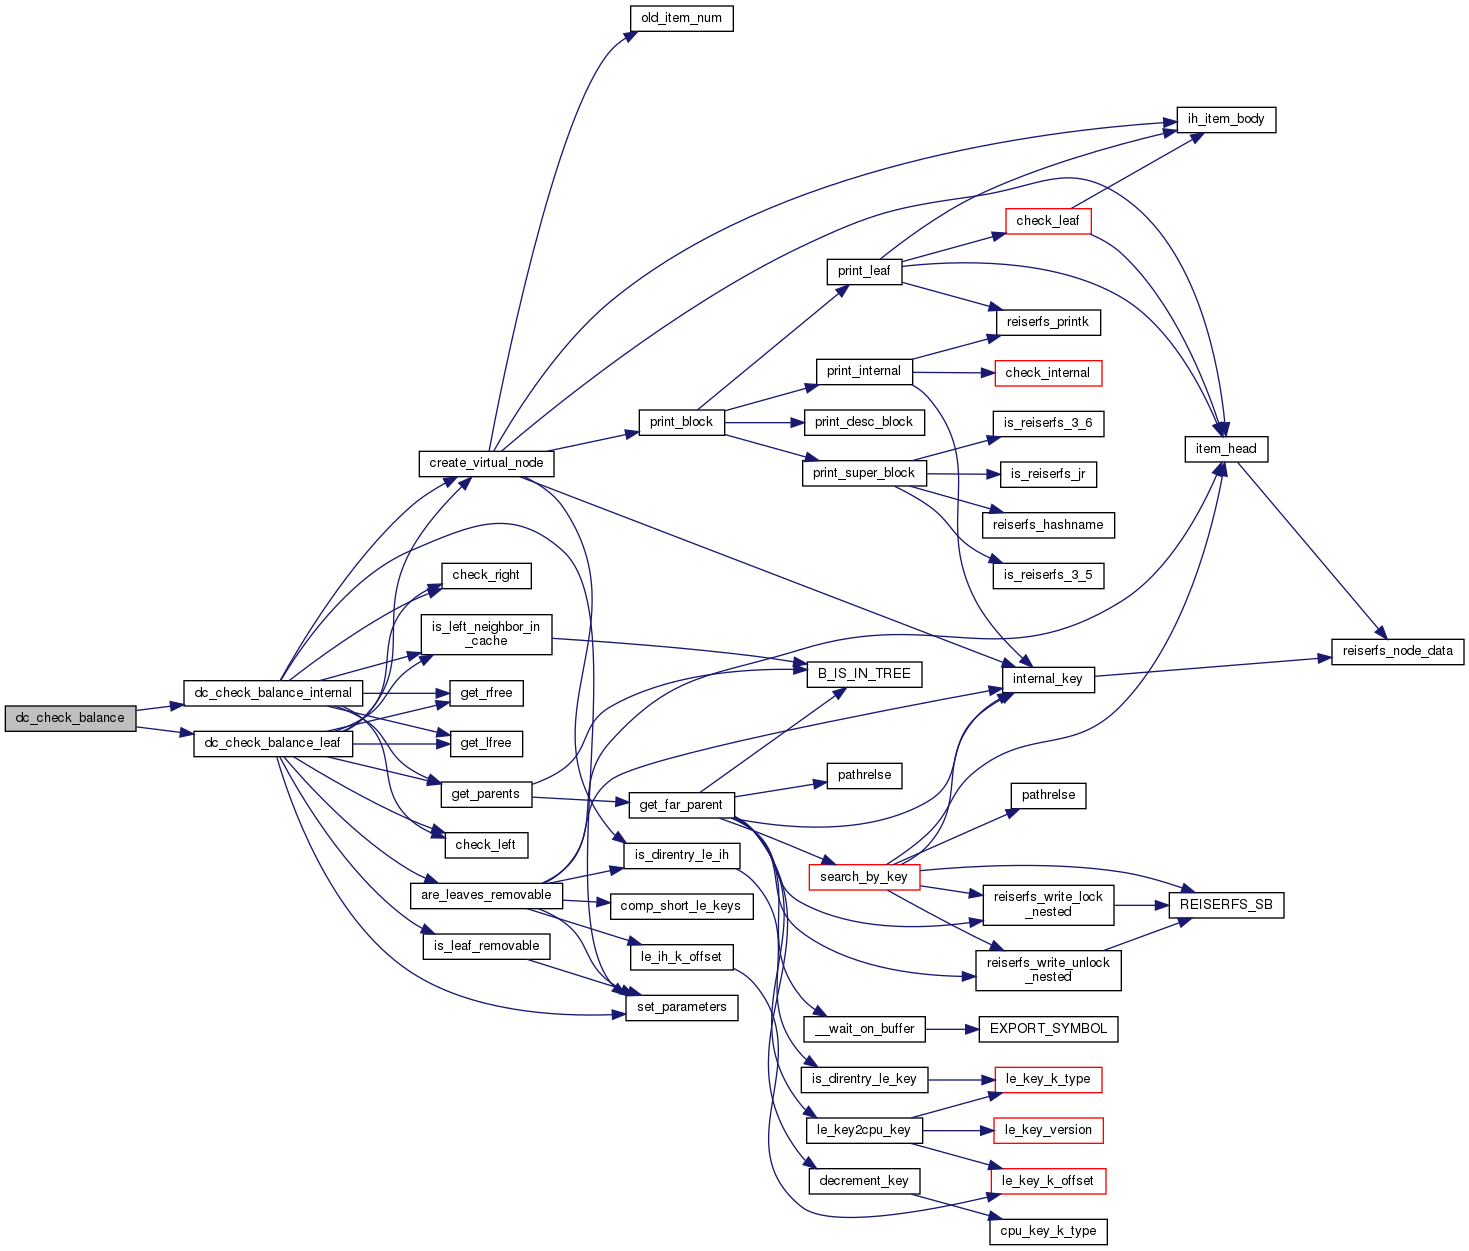 old_item_num
ih_item_body
check_leaf
print_leaf
reiserfs_printk
print_internal
check_internal
print_block
print_desc_block
is_reiserfs_3_6
create_virtual_node
print_super_block
item_head
is_reiserfs_jr
reiserfs_hashname
check_right
is_reiserfs_3_5
is_left_neighbor_in
_cache
reiserfs_node_data
B_IS_IN_TREE
internal_key
dc_check_balance_internal
get_rfree
dc_check_balance
dc_check_balance_leaf
get_lfree
pathrelse
get_parents
get_far_parent
pathrelse
check_left
is_direntry_le_ih
search_by_key
are_leaves_removable
comp_short_le_keys
reiserfs_write_lock
_nested
REISERFS_SB
is_leaf_removable
le_ih_k_offset
reiserfs_write_unlock
_nested
set_parameters
__wait_on_buffer
EXPORT_SYMBOL
is_direntry_le_key
le_key_k_type
le_key2cpu_key
le_key_version
decrement_key
le_key_k_offset
cpu_key_k_type